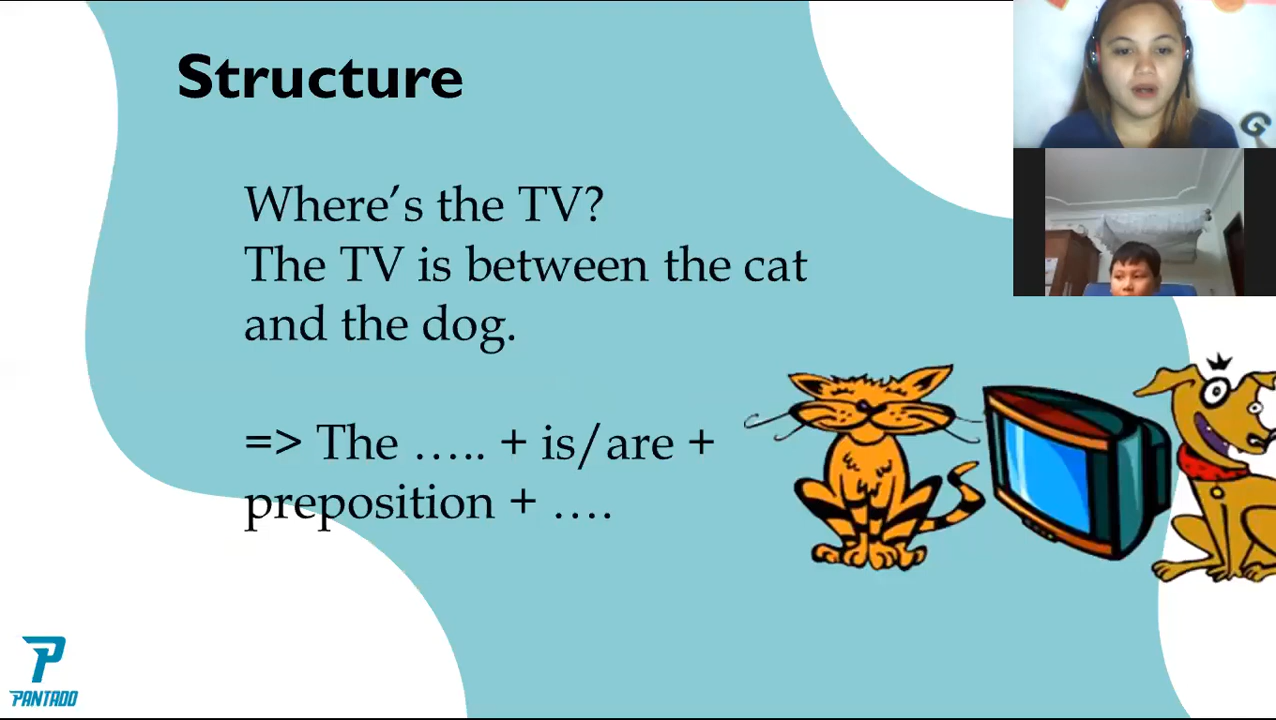 Structure
Where’s the TV?
The TV is between the cat
and the dog.
=> The ..... + is/are +
preposition + ....
G
PANTADO